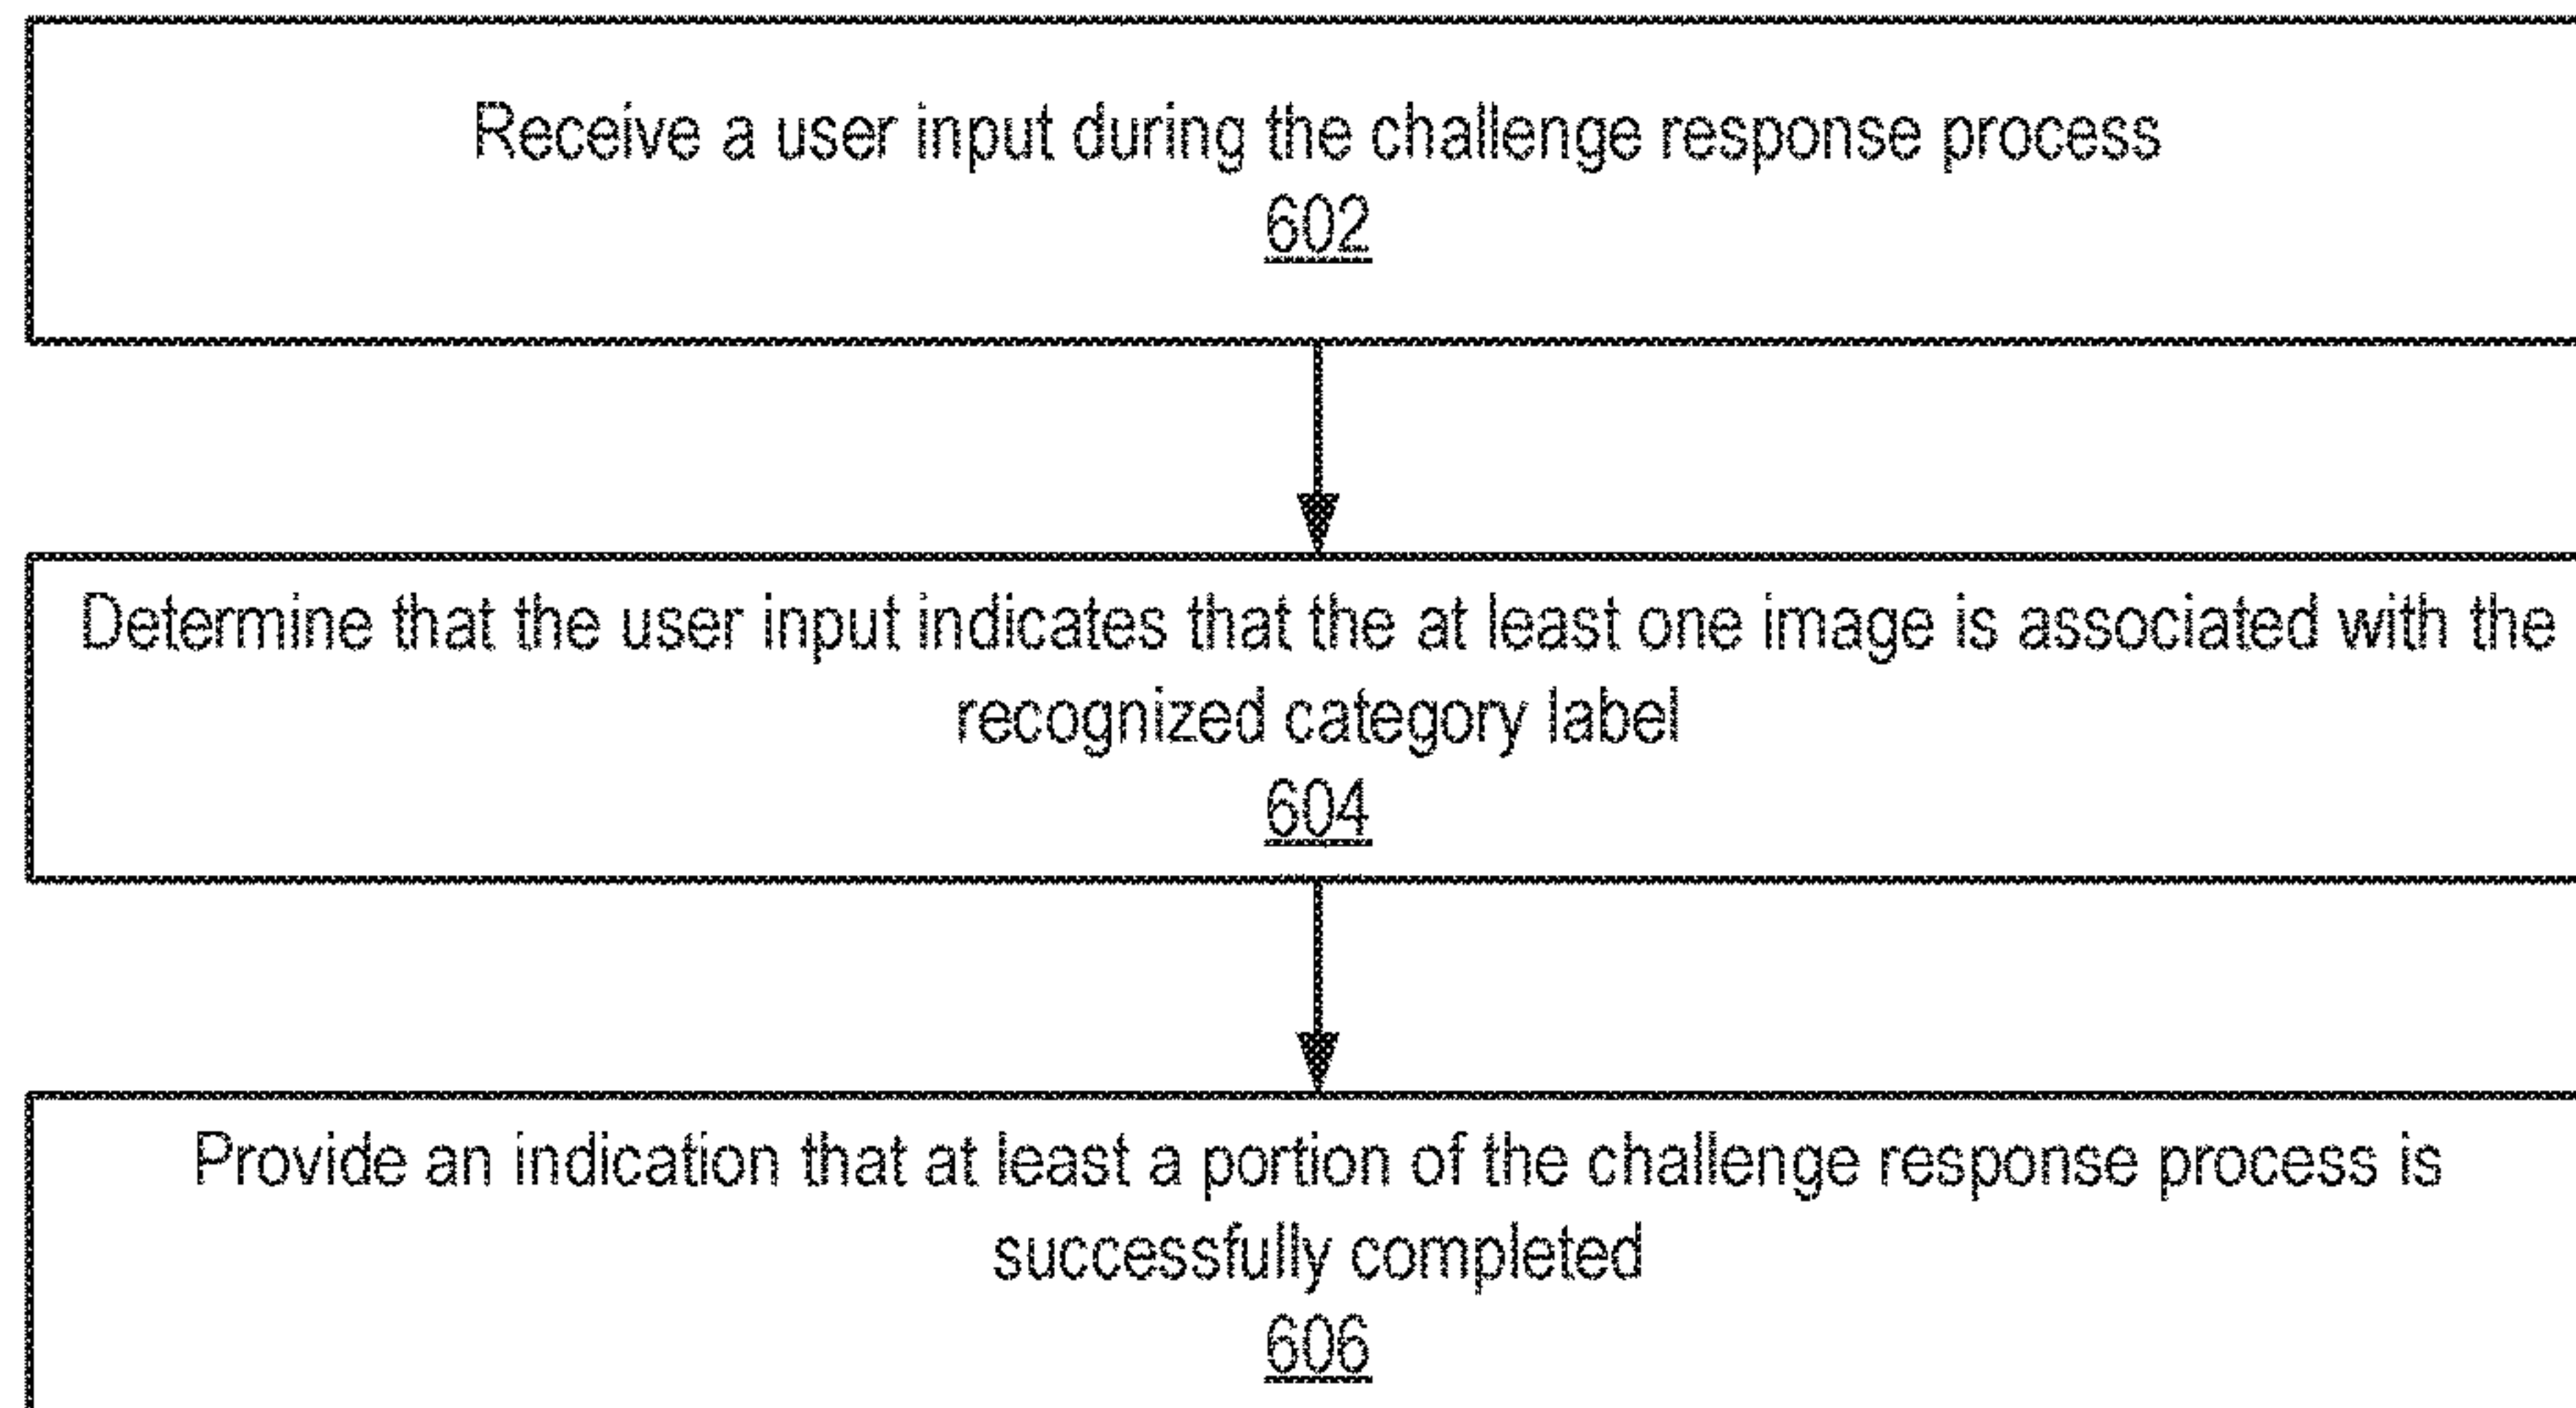 Receive a user input during the challenge response process
602
Determine that the user input indicates that the at least one image is associated with the
recognized category label
604
Provide an indication that at least a portion of the challenge response process is
successfully completed
606